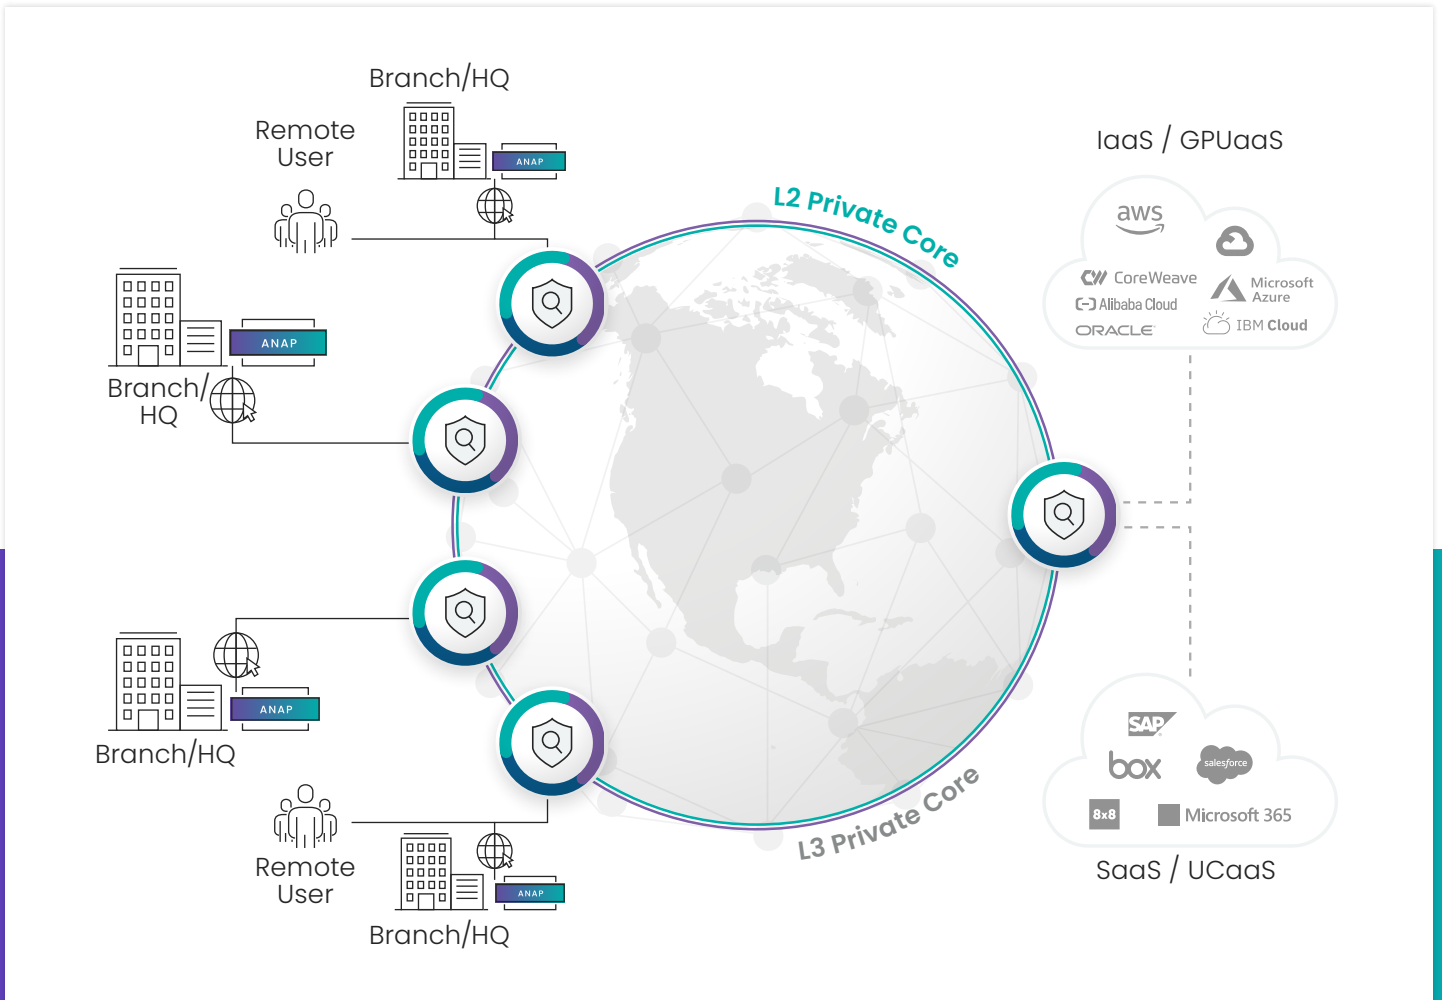 Branch/HQ
Remote
User
ANAP
L2 Private Core
IaaS / GPUaaS
aws
CoreWeave
Microsoft
Azure
Alibaba Cloud
ORACLE
IBM Cloud
ANAP
Branch/
HQ
ANAP
Branch/HQ
Remote
User
ANAP
Branch/HQ
L3 Private Core
SAP
box
salesforce
8x8
Microsoft 365
SaaS / UCaaS